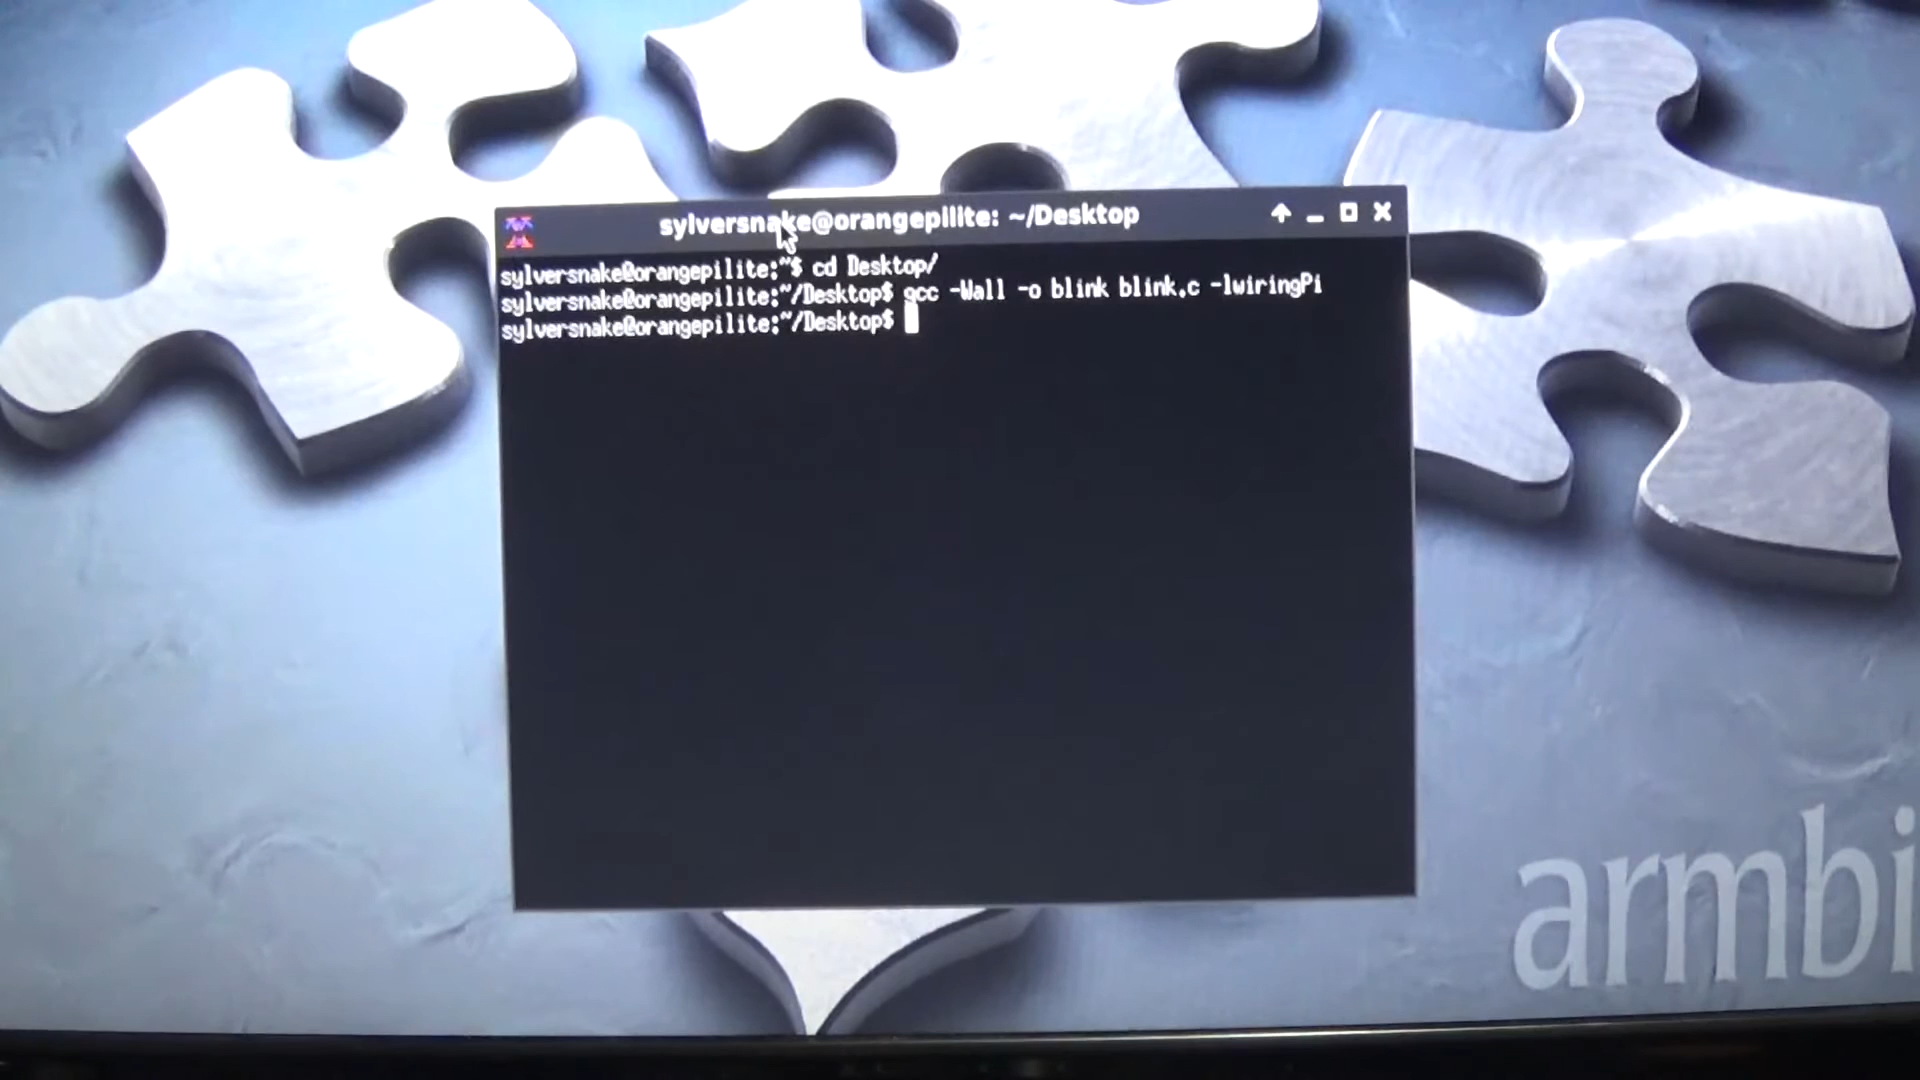 sylversnake@orangepilite: ~/Desktop
sylversnake@orangepilite:~$ cd Desktop/
sylversnake@orangepilite:~/Desktop$ gcc -Wall -o blink blink.c -lwiringPi
sylversnake@orangepilite:~/Desktop$
armbi